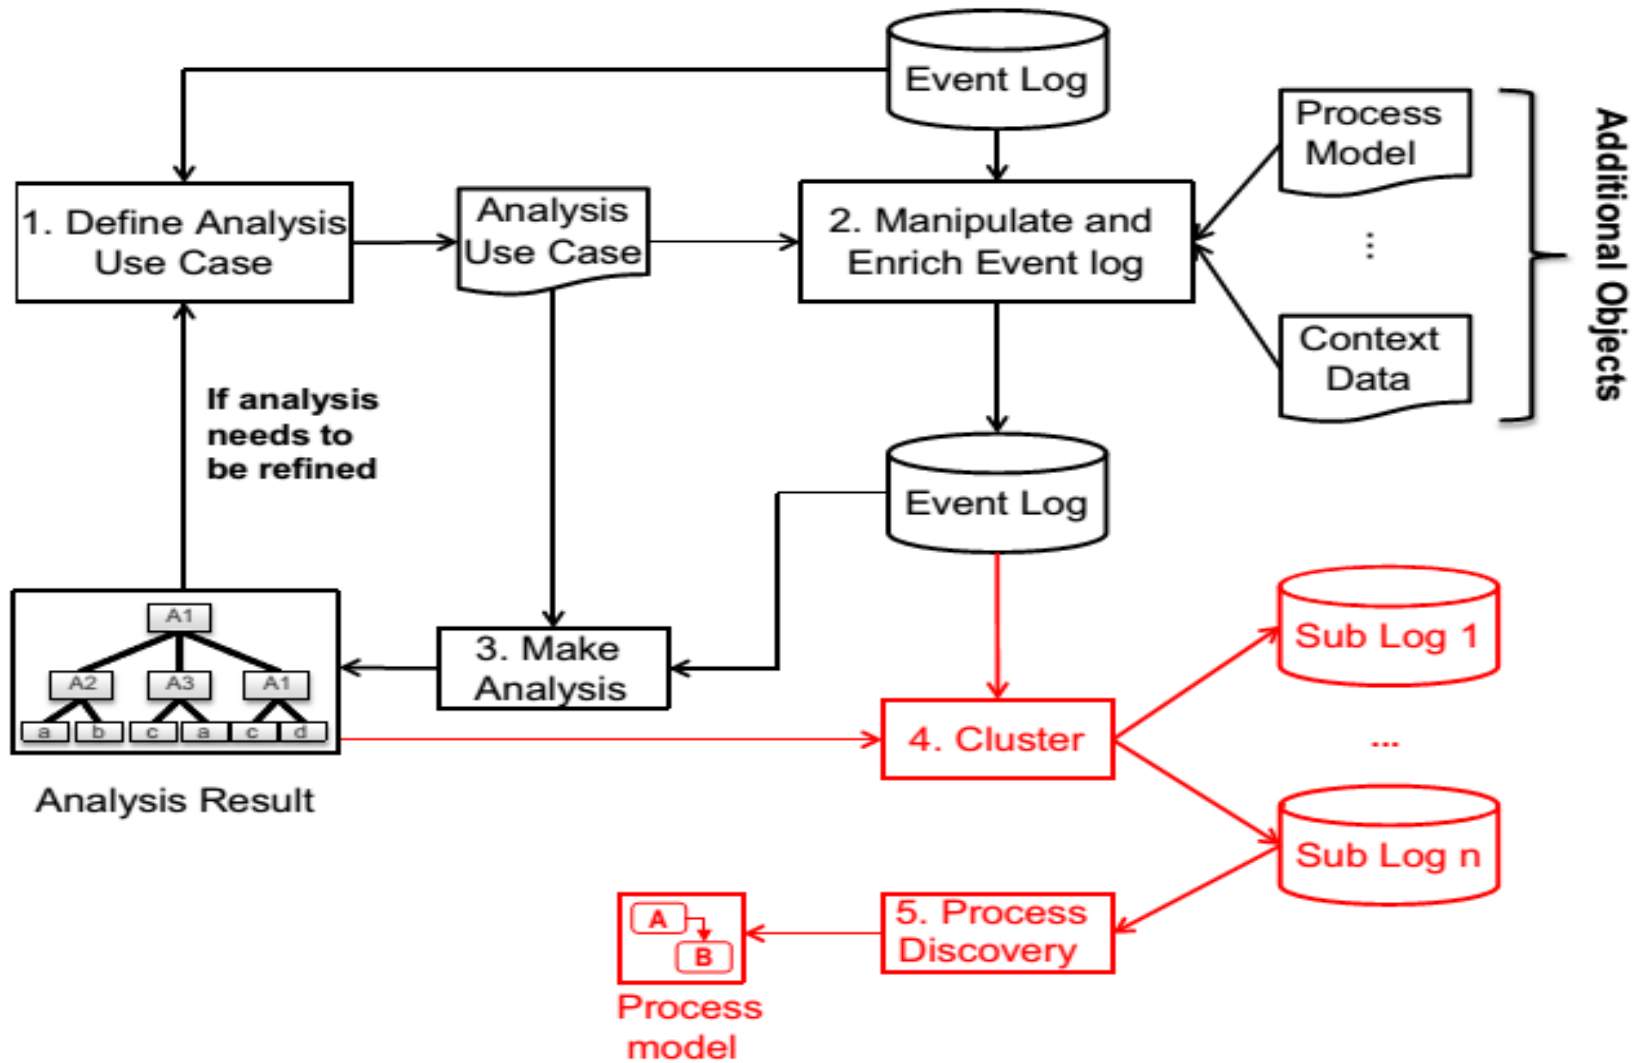 Event Log
Process
Model
...
Context
Data
Additional Objects
1. Define Analysis
Use Case
Analysis
Use Case
2. Manipulate and
Enrich Event log
If analysis
needs to
be refined
Event Log
A1
A2
A3
A1
a
b
c
a
c
d
Analysis Result
3. Make
Analysis
4. Cluster
Sub Log 1
...
Sub Log n
5. Process
Discovery
A
B
Process
model